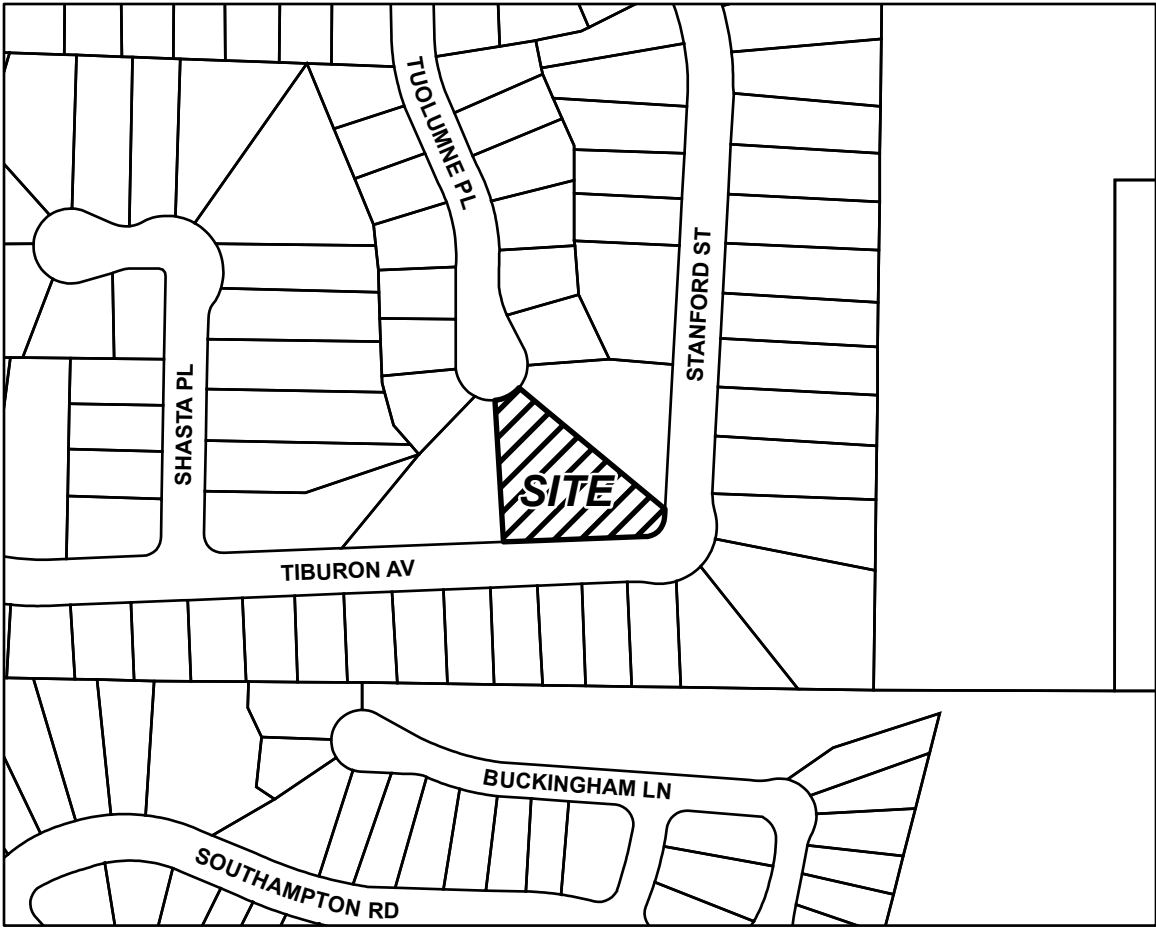 TUOLUMNE PL
STANFORD ST
SHASTA PL
SITE
TIBURON AV
BUCKINGHAM LN
SOUTHAMPTON RD